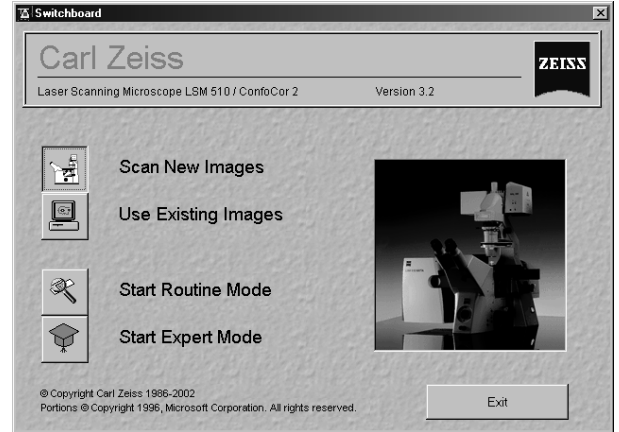 Switchboard
Carl Zeiss
ZEISS
Laser Scanning Microscope LSM 510 / ConfoCor 2 Version 3.2
Scan New Images
Use Existing Images
Start Routine Mode
Start Expert Mode
© Copyright Carl Zeiss 1986-2002
Portions © Copyright 1996, Microsoft Corporation. All rights reserved.
Exit